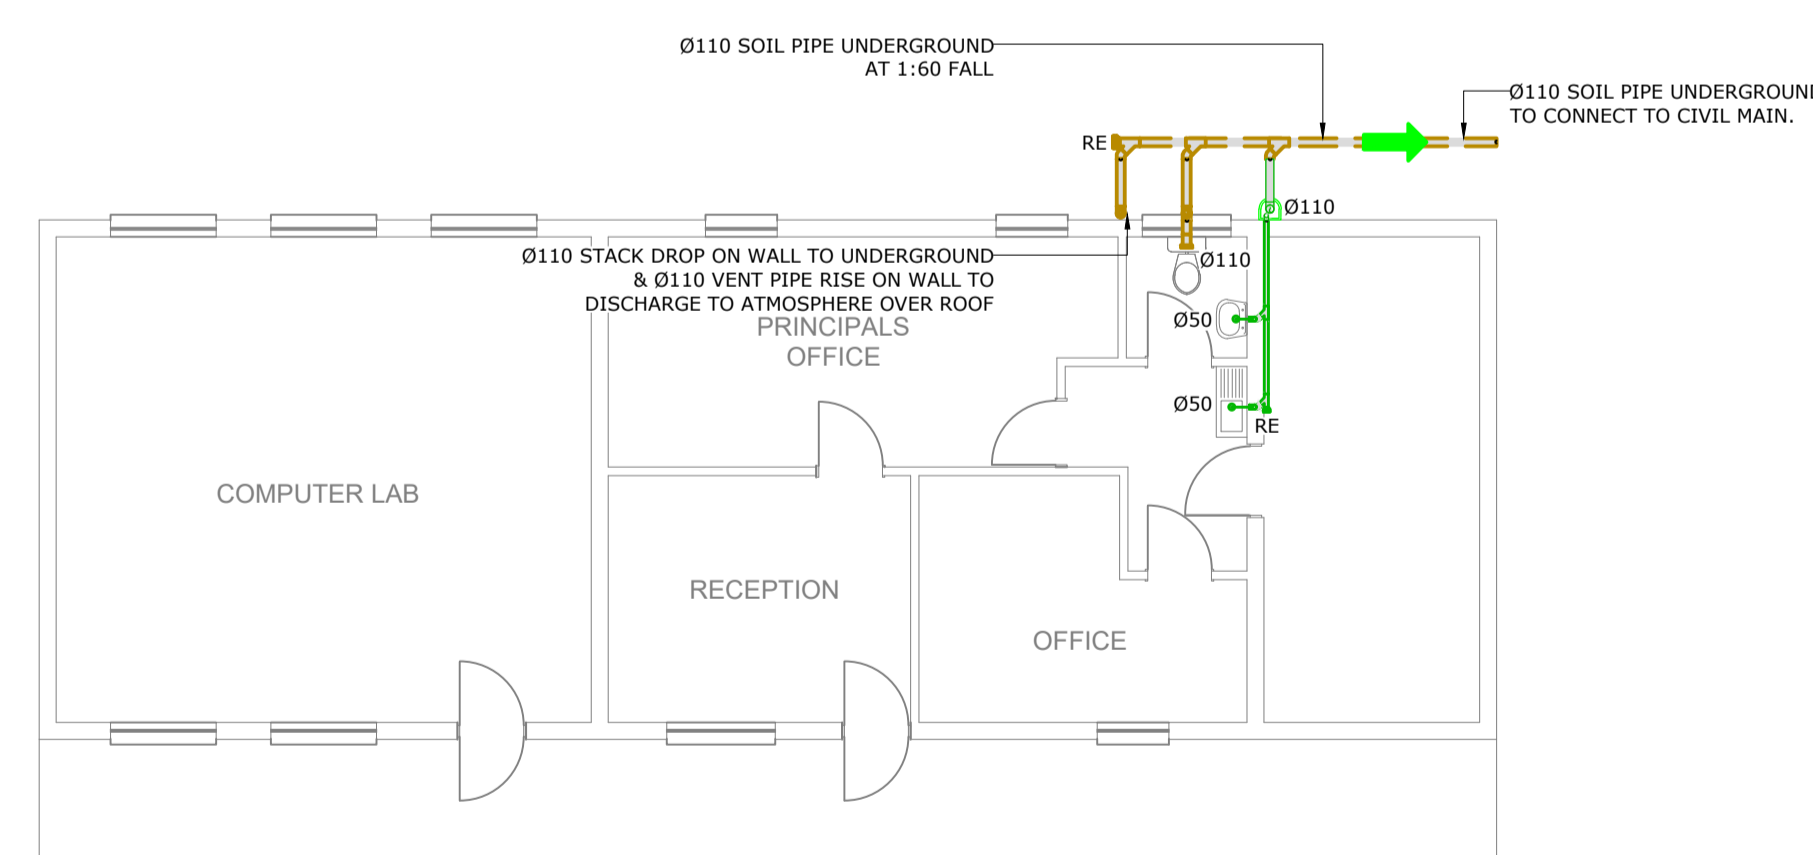 Ø110 SOIL PIPE UNDERGROUND
AT 1:60 FALL
Ø110 SOIL PIPE UNDERGROUND
TO CONNECT TO CIVIL MAIN.
RE
Ø110
Ø110 STACK DROP ON WALL TO UNDERGROUND
& Ø110 VENT PIPE RISE ON WALL TO
DISCHARGE TO ATMOSPHERE OVER ROOF
Ø110
PRINCIPALS
OFFICE
Ø50
Ø50
RE
COMPUTER LAB
RECEPTION
OFFICE